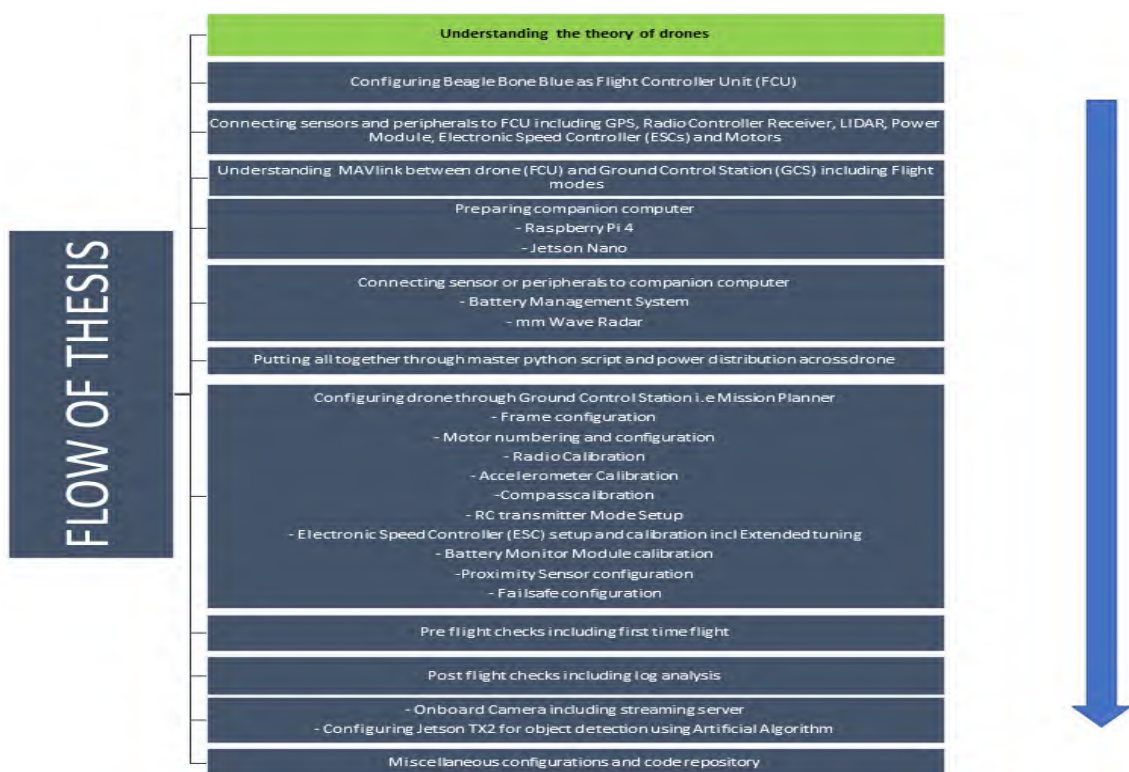 Understanding the theory of drones
Configuring Beagle Bone Blue as Flight Controller Unit (FCU)
Connecting sensors and peripherals to FCU including GPS, Radio Controller Receiver, LIDAR, Power
Module, Electronic Speed Controller (ESCs) and Motors
Understanding MAVlink between drone (FCU) and Ground Control Station (GCS) including Flight
modes
Preparing companion computer
- Raspberry Pi 4
- Jetson Nano
Connecting sensor or peripherals to companion computer
- Battery Management System
- mm Wave Radar
Putting all together through master python script and power distribution across drone
Configuring drone through Ground Control Station i.e Mission Planner
- Frame configuration
- Motor numbering and configuration
- Radio Calibration
- Accelerometer Calibration
-Compass calibration
- RC transmitter Mode Setup
- Electronic Speed Controller (ESC) setup and calibration incl Extended tuning
- Battery Monitor Module calibration
-Proximity Sensor configuration
- Failsafe configuration
Pre flight checks including first time flight
Post flight checks including log analysis
- Onboard Camera including streaming server
- Configuring Jetson TX2 for object detection using Artificial Algorithm
Miscellaneous configurations and code repository
FLOW OF THESIS